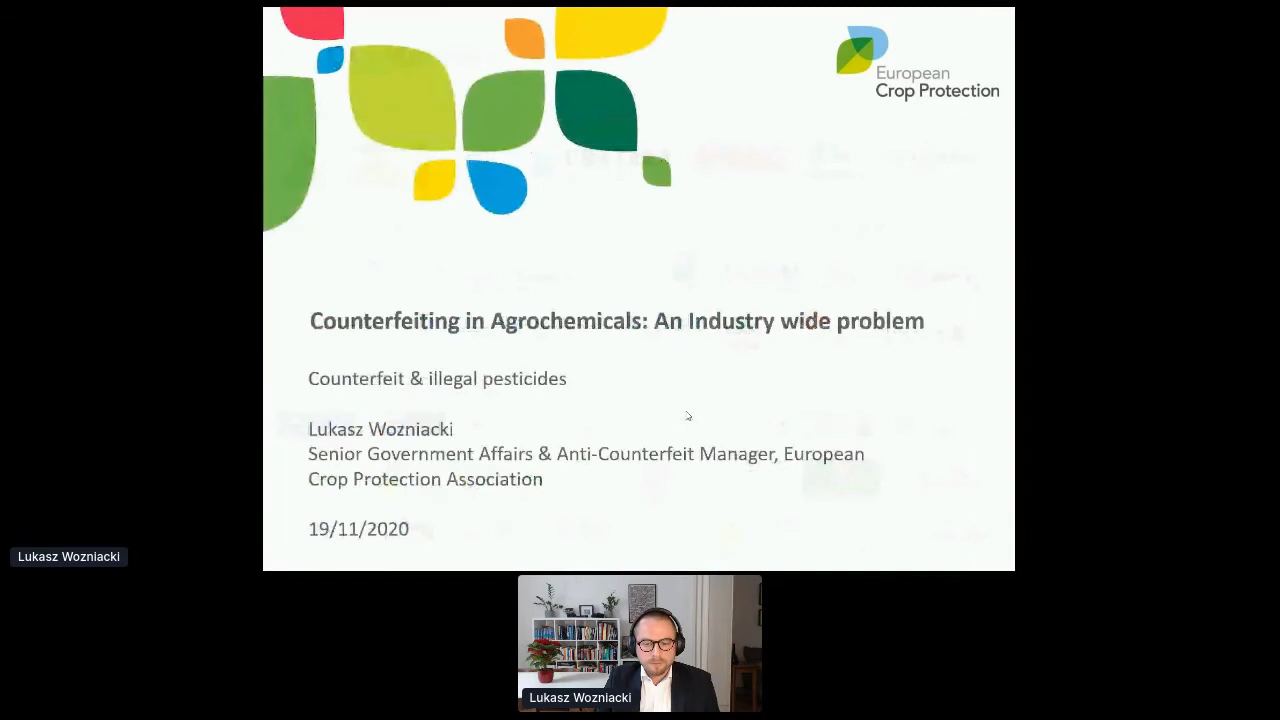 European
Crop Protection
Counterfeiting in Agrochemicals: An Industry wide problem
Counterfeit & illegal pesticides
Lukasz Wozniacki
Senior Government Affairs & Anti-Counterfeit Manager, European
Crop Protection Association
19/11/2020
Lukasz Wozniacki
Lukasz Wozniacki